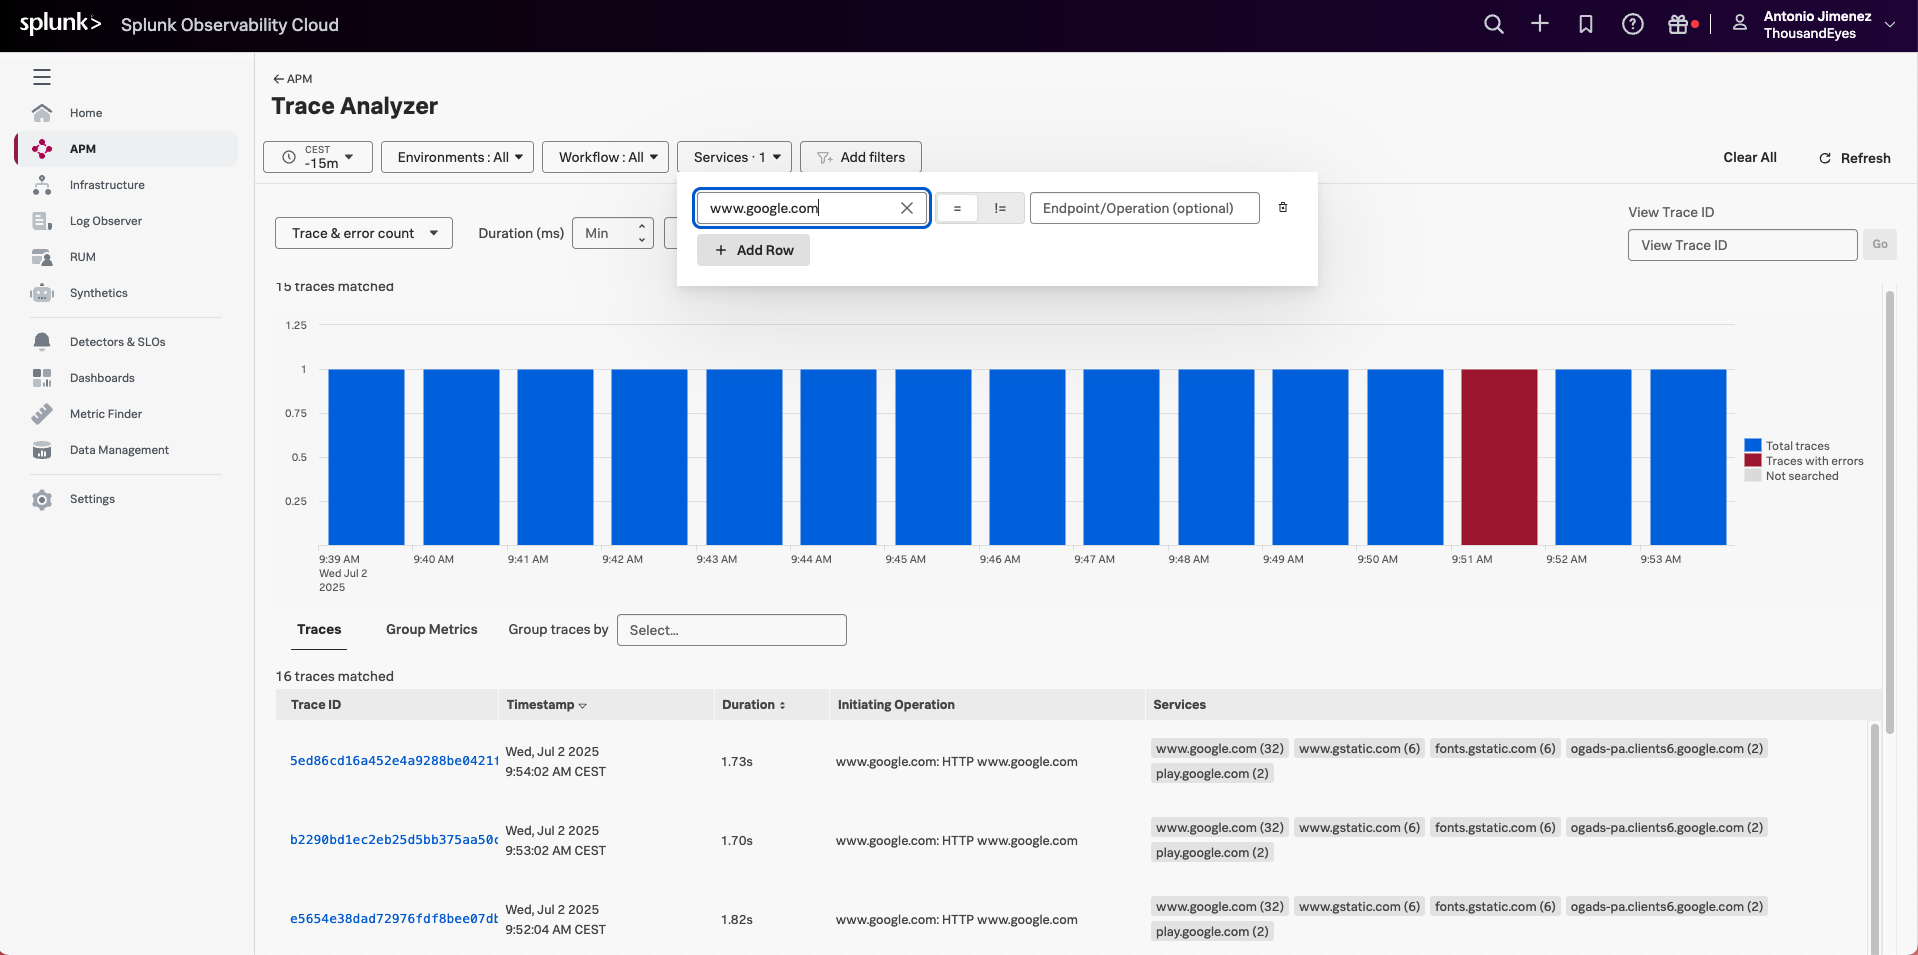 splunk> Splunk Observability Cloud
Antonio Jimenez
ThousandEyes
Home
APM
Infrastructure
Log Observer
RUM
Synthetics
Detectors & SLOs
Dashboards
Metric Finder
Data Management
Settings
APM
Trace Analyzer
CEST
-15m
Environments : All
Workflow : All
Services · 1
Add filters
Clear All
Refresh
www.google.com
=
!=
Endpoint/Operation (optional)
+ Add Row
Trace & error count
Duration (ms)
Min
View Trace ID
View Trace ID
Go
15 traces matched
1.25
1
0.75
0.5
0.25
9:39 AM 9:40 AM 9:41 AM 9:42 AM 9:43 AM 9:44 AM 9:45 AM 9:46 AM 9:47 AM 9:48 AM 9:49 AM 9:50 AM 9:51 AM 9:52 AM 9:53 AM
Wed Jul 2
2025
Total traces
Traces with errors
Not searched
Traces Group Metrics Group traces by Select...
16 traces matched
Trace ID Timestamp Duration Initiating Operation Services
5ed86cd16a452e4a9288be0421f Wed, Jul 2 2025 9:54:02 AM CEST 1.73s www.google.com: HTTP www.google.com www.google.com (32) www.gstatic.com (6) fonts.gstatic.com (6) ogads-pa.clients6.google.com (2)
play.google.com (2)
b2290bd1ec2eb25d5bb375aa50c Wed, Jul 2 2025 9:53:02 AM CEST 1.70s www.google.com: HTTP www.google.com www.google.com (32) www.gstatic.com (6) fonts.gstatic.com (6) ogads-pa.clients6.google.com (2)
play.google.com (2)
e5654e38dad72976fdf8bee07db Wed, Jul 2 2025 9:52:04 AM CEST 1.82s www.google.com: HTTP www.google.com www.google.com (32) www.gstatic.com (6) fonts.gstatic.com (6) ogads-pa.clients6.google.com (2)
play.google.com (2)